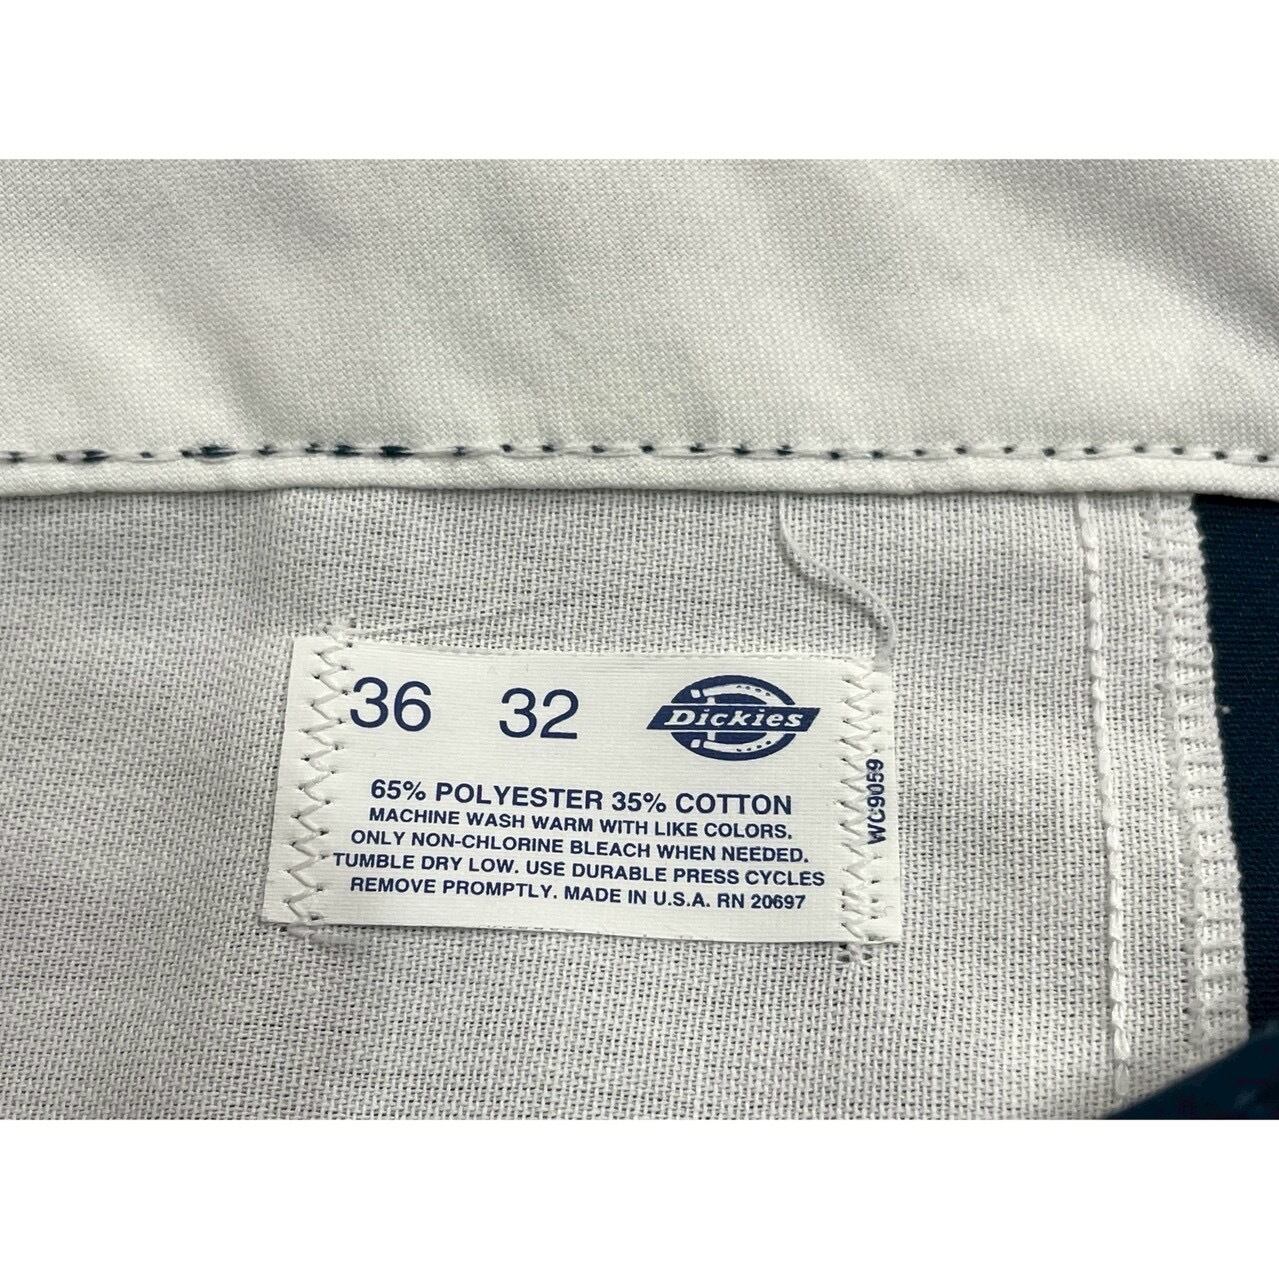 36 32 Dickies
65% POLYESTER 35% COTTON
MACHINE WASH WARM WITH LIKE COLORS.
ONLY NON-CHLORINE BLEACH WHEN NEEDED.
TUMBLE DRY LOW. USE DURABLE PRESS CYCLES
REMOVE PROMPTLY. MADE IN U.S.A. RN 20697
WC9059